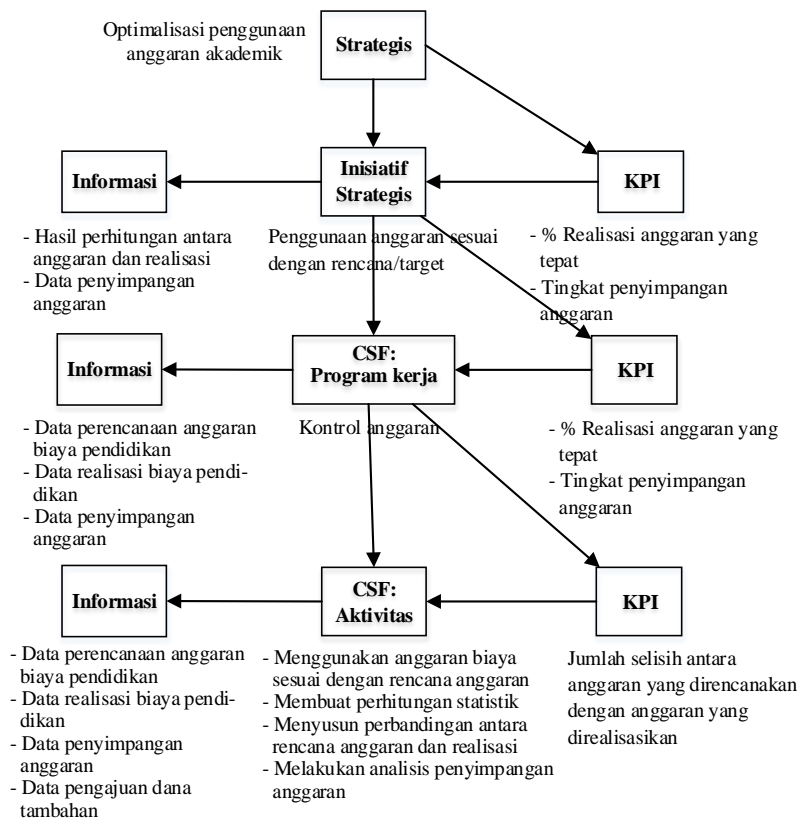 Optimalisasi penggunaan
anggaran akademik
Strategis
Informasi
Inisiatif
Strategis
KPI
- Hasil perhitungan antara
anggaran dan realisasi
- Data penyimpangan
anggaran
Penggunaan anggaran sesuai
dengan rencana/target
- % Realisasi anggaran yang
tepat
- Tingkat penyimpangan
anggaran
Informasi
CSF:
Program kerja
KPI
- Data perencanaan anggaran
biaya pendidikan
- Data realisasi biaya pendi-
dikan
- Data penyimpangan
anggaran
Kontrol anggaran
- % Realisasi anggaran yang
tepat
- Tingkat penyimpangan
anggaran
Informasi
CSF:
Aktivitas
KPI
- Data perencanaan anggaran
biaya pendidikan
- Data realisasi biaya pendi-
dikan
- Data penyimpangan
anggaran
- Data pengajuan dana
tambahan
- Menggunakan anggaran biaya
sesuai dengan rencana anggaran
- Membuat perhitungan statistik
- Menyusun perbandingan antara
rencana anggaran dan realisasi
- Melakukan analisis penyimpangan
anggaran
Jumlah selisih antara
anggaran yang direncanakan
dengan anggaran yang
direalisasikan